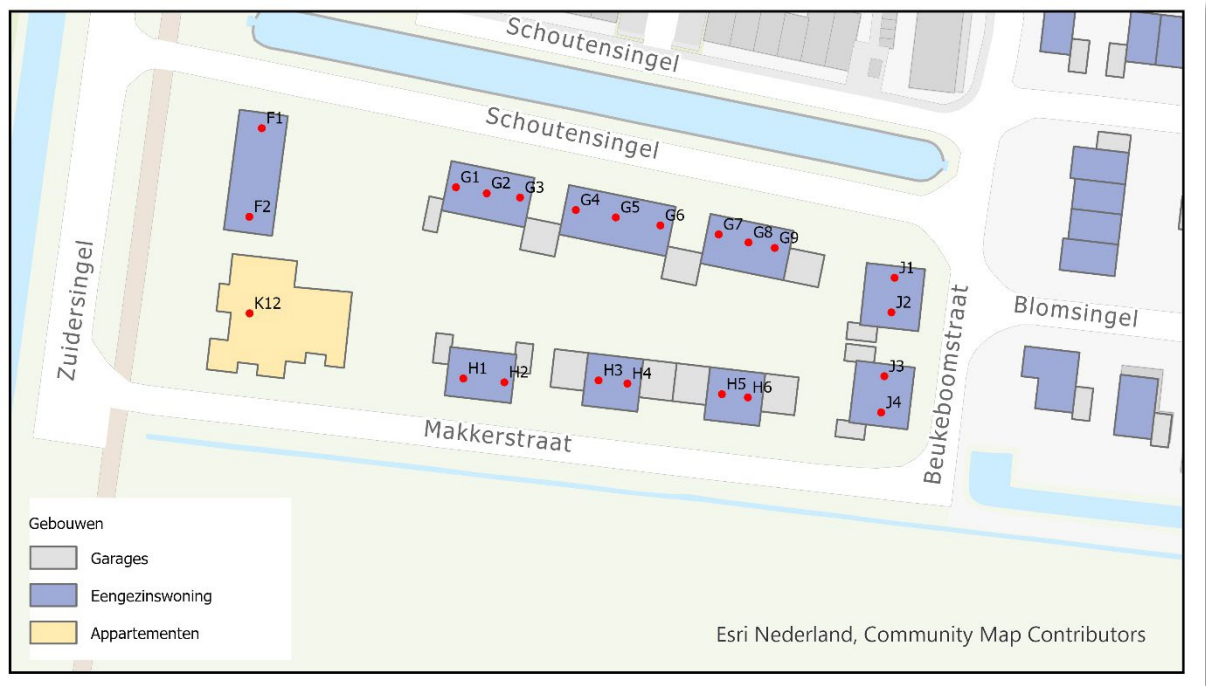 Schoutensingel
Schoutensingel
F1
F2
G1
G2
G3
G4
G5
G6
G7
G8
G9
J1
J2
K12
Zuidersingel
Blomsingel
H1
H2
H3
H4
H5
H6
J3
J4
Beukeboomstraat
Makkerstraat
Gebouwen
Garages
Eengezinswoning
Appartementen
Esri Nederland, Community Map Contributors